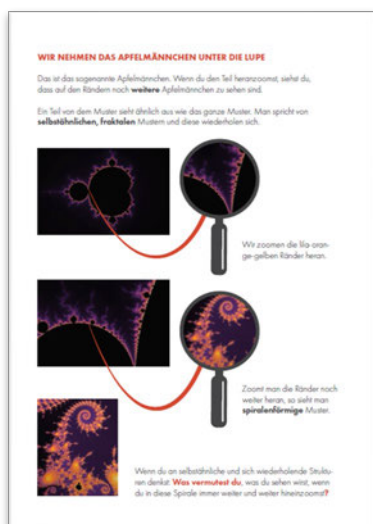 WIR NEHMEN DAS APFELMÄNNCHEN UNTER DIE LUPE
Das ist das sogenannte Apfelmännchen. Wenn du den Teil heranzoomst, siehst du,
dass auf den Rändern noch weitere Apfelmännchen zu sehen sind.
Ein Teil von dem Muster sieht ähnlich aus wie das ganze Muster. Man spricht von
selbstähnlichen, fraktalen Mustern und diese wiederholen sich.
Wir zoomen die lila-oran-
ge-gelben Ränder heran.
Zoomt man die Ränder noch
weiter heran, so sieht man
spiralenförmige Muster.
Wenn du an selbstähnliche und sich wiederholende Struktu-
ren denkst: Was vermutest du, was du sehen wirst, wenn
du in diese Spirale immer weiter und weiter hineinzoomst?